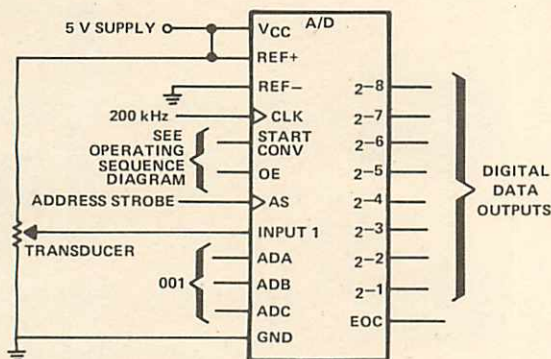 A/D
5 V SUPPLY
VCC
REF+
REF−
2−8
200 kHz
CLK
2−7
SEE
OPERATING
SEQUENCE
DIAGRAM
START
CONV
2−6
OE
2−5
ADDRESS STROBE
AS
2−4
DIGITAL
DATA
OUTPUTS
INPUT 1
2−3
TRANSDUCER
ADA
2−2
001
ADB
2−1
ADC
EOC
GND